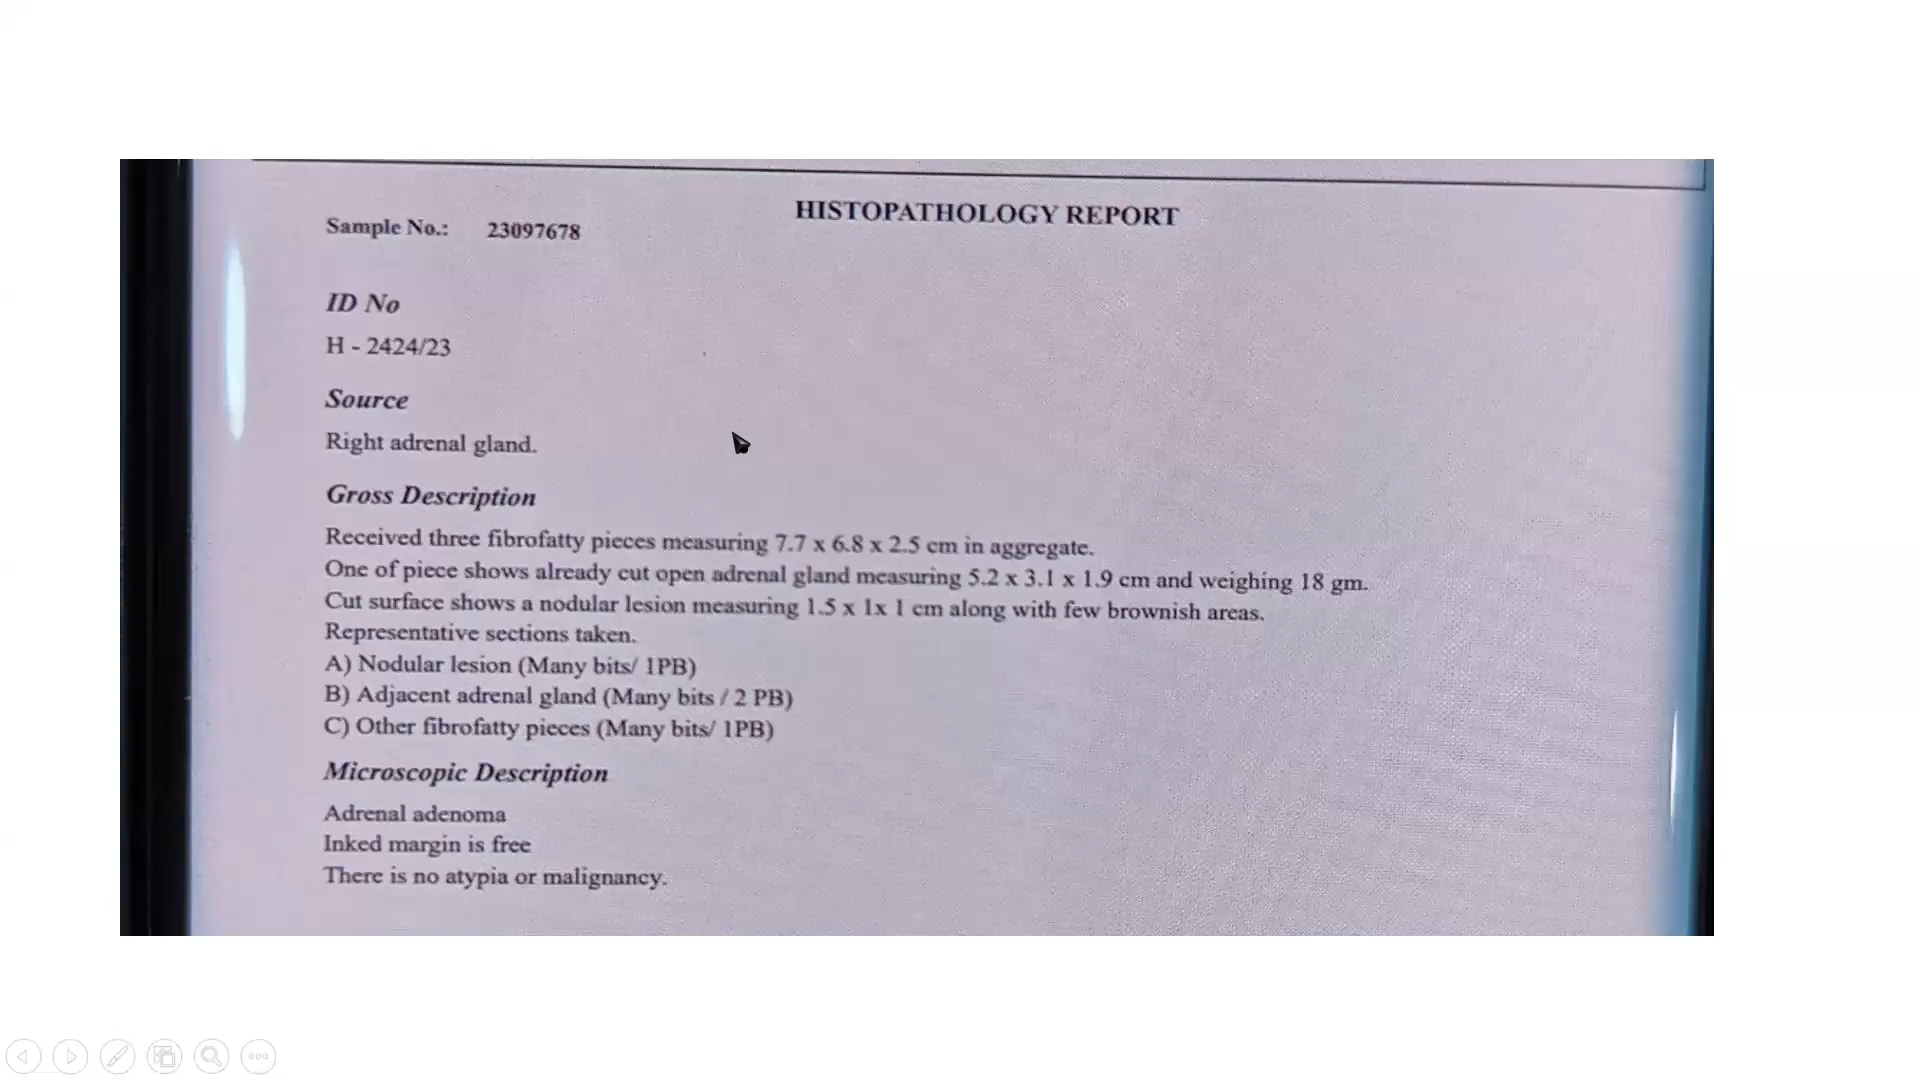 HISTOPATHOLOGY REPORT
Sample No.: 23097678
ID No
H - 2424/23
Source
Right adrenal gland.
Gross Description
Received three fibrofatty pieces measuring 7.7 x 6.8 x 2.5 cm in aggregate.
One of piece shows already cut open adrenal gland measuring 5.2 x 3.1 x 1.9 cm and weighing 18 gm.
Cut surface shows a nodular lesion measuring 1.5 x 1x 1 cm along with few brownish areas.
Representative sections taken.
A) Nodular lesion (Many bits/ 1PB)
B) Adjacent adrenal gland (Many bits / 2 PB)
C) Other fibrofatty pieces (Many bits/ 1PB)
Microscopic Description
Adrenal adenoma
Inked margin is free
There is no atypia or malignancy.